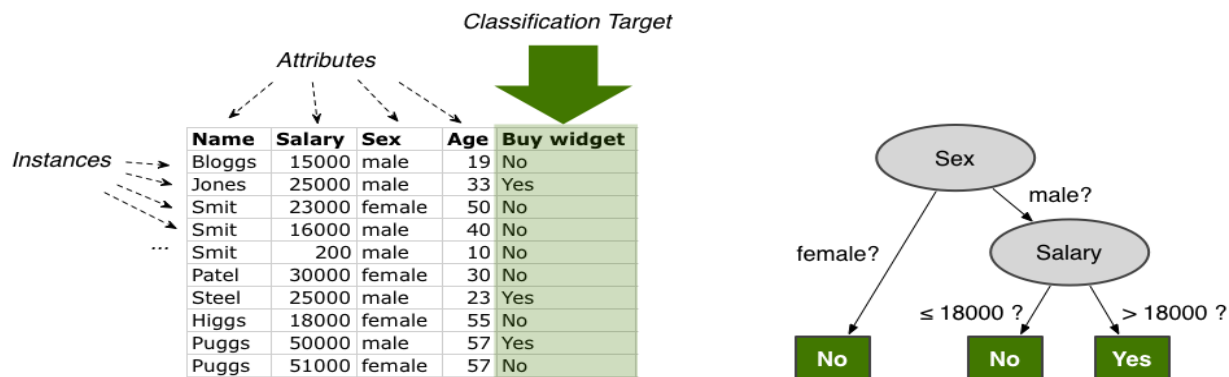 Classification Target
Attributes
Instances
...
Name Salary Sex Age Buy widget
Bloggs 15000 male 19 No
Jones 25000 male 33 Yes
Smit 23000 female 50 No
Smit 16000 male 40 No
Smit 200 male 10 No
Patel 30000 female 30 No
Steel 25000 male 23 Yes
Higgs 18000 female 55 No
Puggs 50000 male 57 Yes
Puggs 51000 female 57 No
Sex
male?
female?
Salary
≤ 18000 ?
> 18000 ?
No
No
Yes